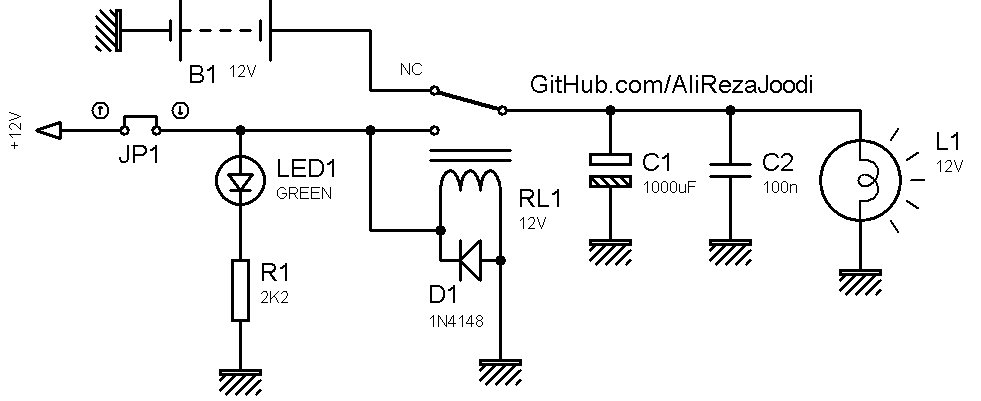 B1 12V
NC
GitHub.com/AliRezaJoodi
+12V
JP1
LED1
GREEN
R1
2K2
RL1
12V
D1
1N4148
C1
1000uF
C2
100n
L1
12V